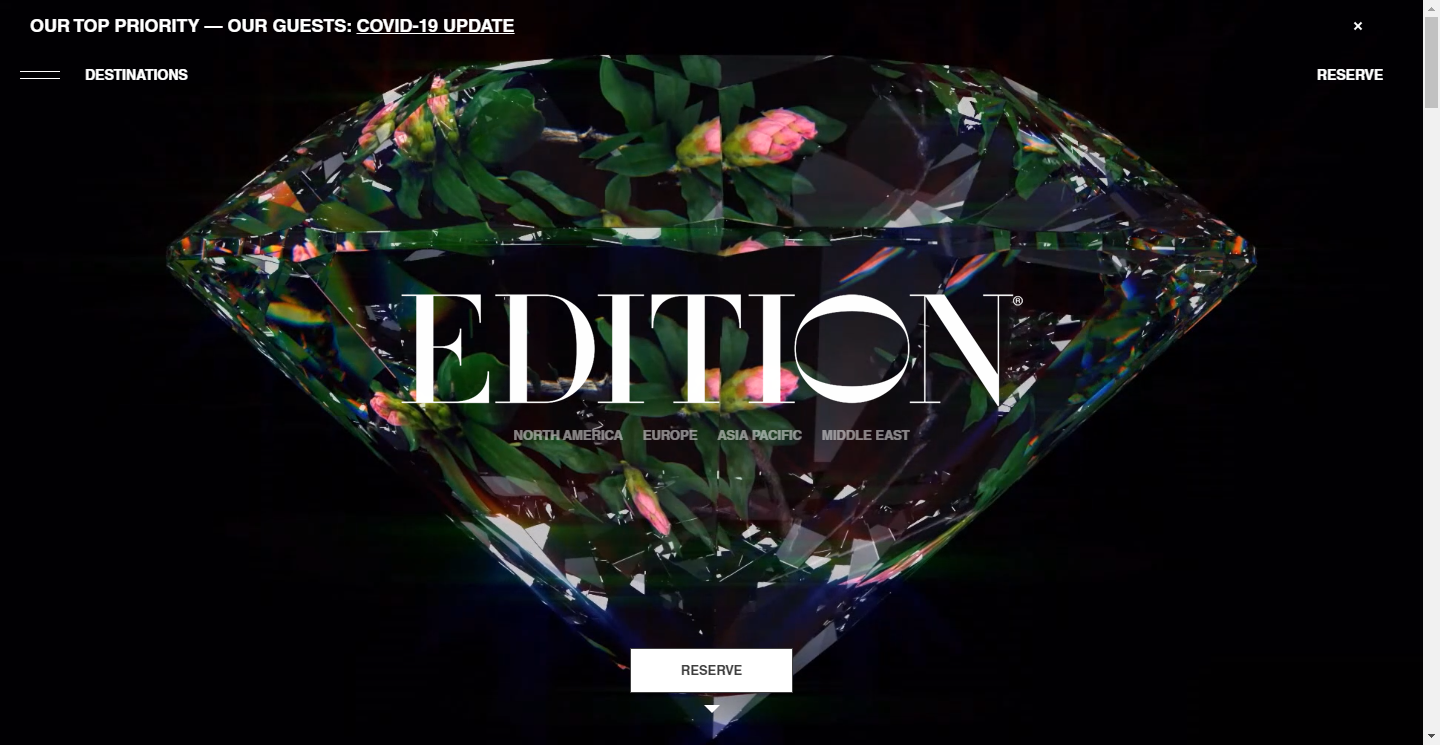 OUR TOP PRIORITY — OUR GUESTS: COVID-19 UPDATE ×
DESTINATIONS RESERVE
EDITION®
NORTH AMERICA EUROPE ASIA PACIFIC MIDDLE EAST
RESERVE